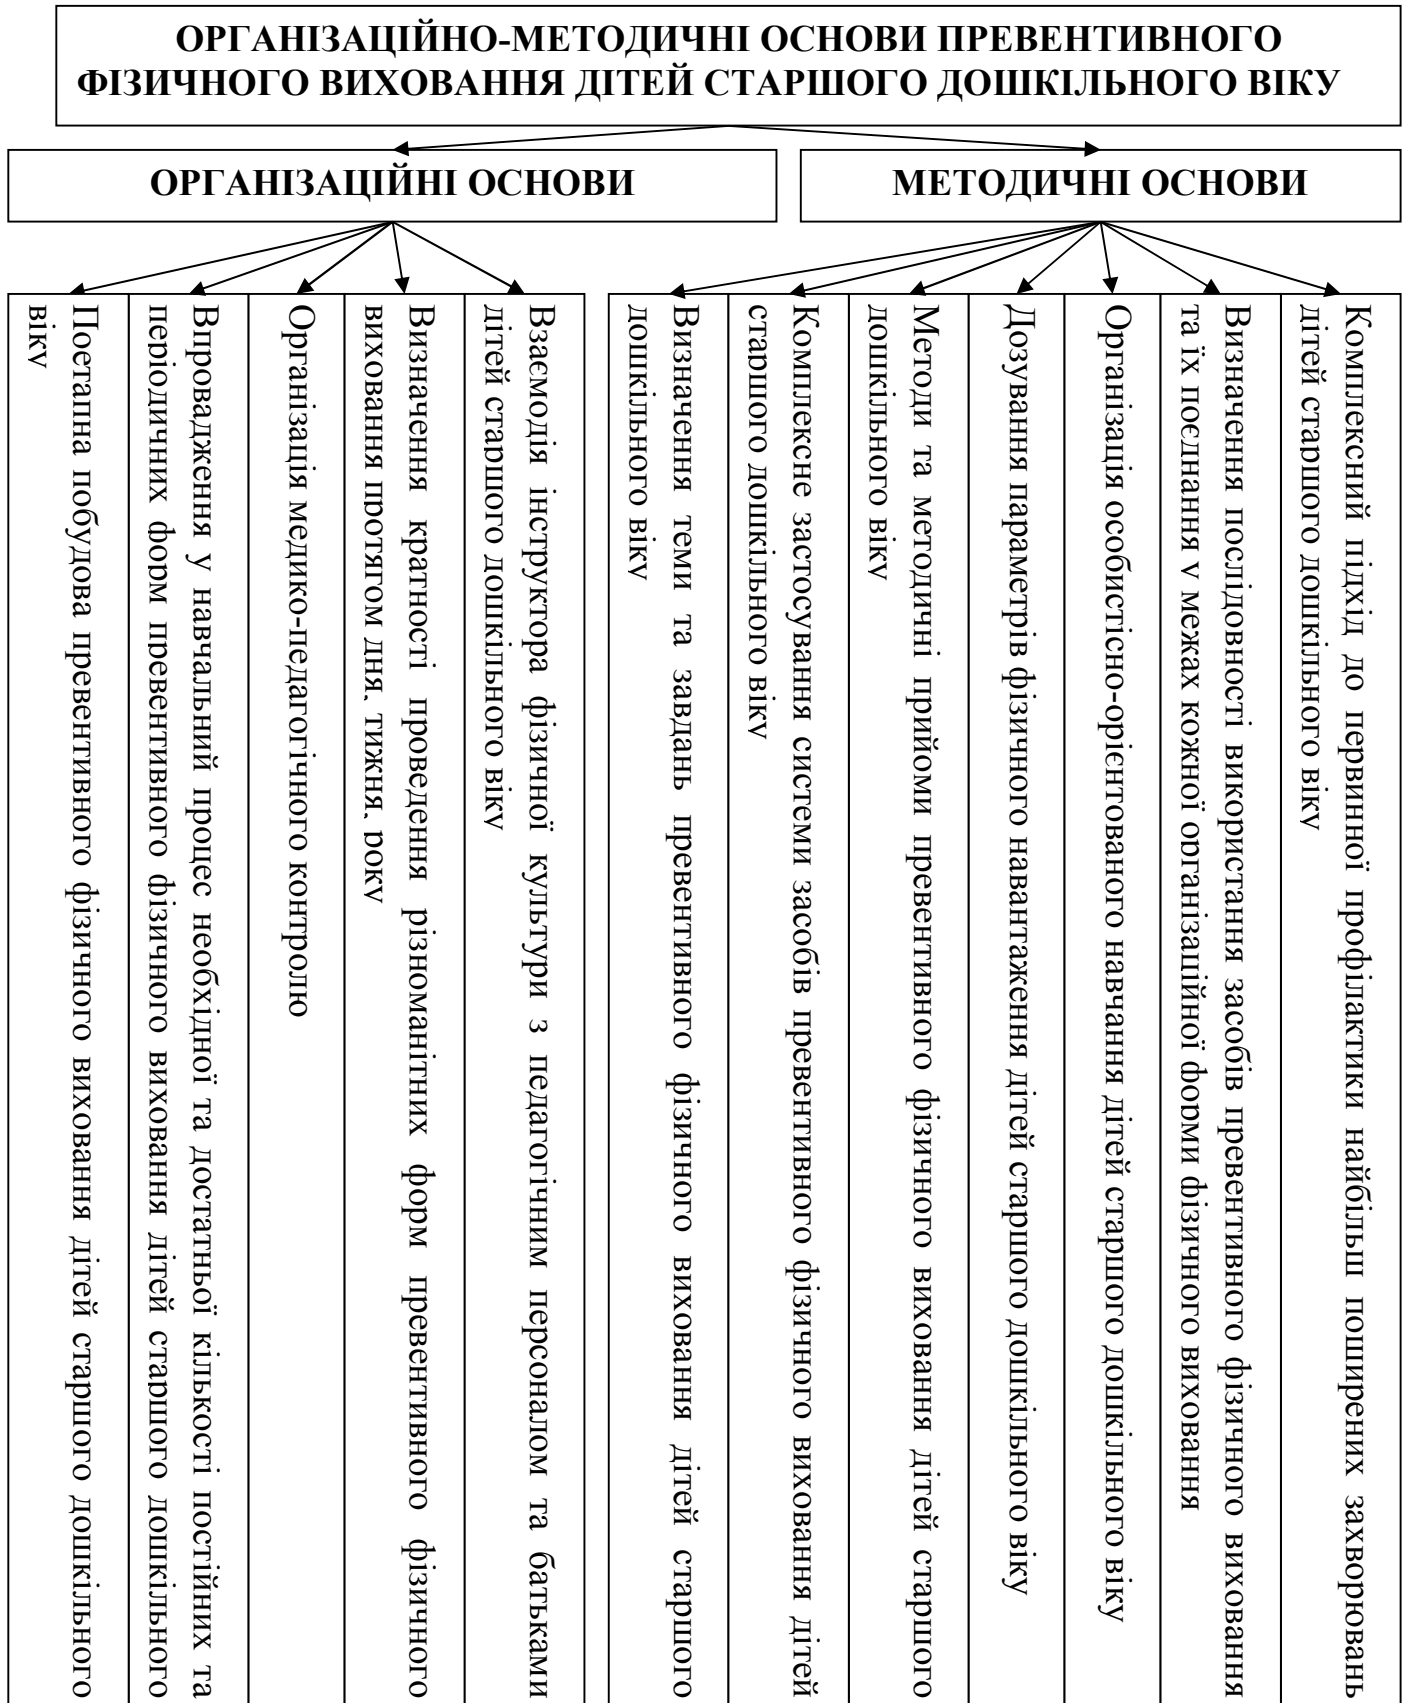 ОРГАНІЗАЦІЙНО-МЕТОДИЧНІ ОСНОВИ ПРЕВЕНТИВНОГО
ФІЗИЧНОГО ВИХОВАННЯ ДІТЕЙ СТАРШОГО ДОШКІЛЬНОГО ВІКУ
ОРГАНІЗАЦІЙНІ ОСНОВИ
МЕТОДИЧНІ ОСНОВИ
Поетапна побудова превентивного фізичного виховання дітей старшого дошкільного
віку
Впровадження у навчальний процес необхідної та достатньої кількості постійних та
періодичних форм превентивного фізичного виховання дітей старшого дошкільного
Організація медико-педагогічного контролю
Визначення кратності проведення різноманітних форм превентивного фізичного
виховання протягом дня, тижня, року
Взаємодія інструктора фізичної культури з педагогічним персоналом та батьками
дітей старшого дошкільного віку
Визначення теми та завдань превентивного фізичного виховання дітей старшого
дошкільного віку
Комплексне застосування системи засобів превентивного фізичного виховання дітей
старшого дошкільного віку
Методи та методичні прийоми превентивного фізичного виховання дітей старшого
дошкільного віку
Дозування параметрів фізичного навантаження дітей старшого дошкільного віку
Організація особистісно-орієнтованого навчання дітей старшого дошкільного віку
Визначення послідовності використання засобів превентивного фізичного виховання
та їх поєднання у межах кожної організаційної форми фізичного виховання
Комплексний підхід до первинної профілактики найбільш поширених захворювань
дітей старшого дошкільного віку